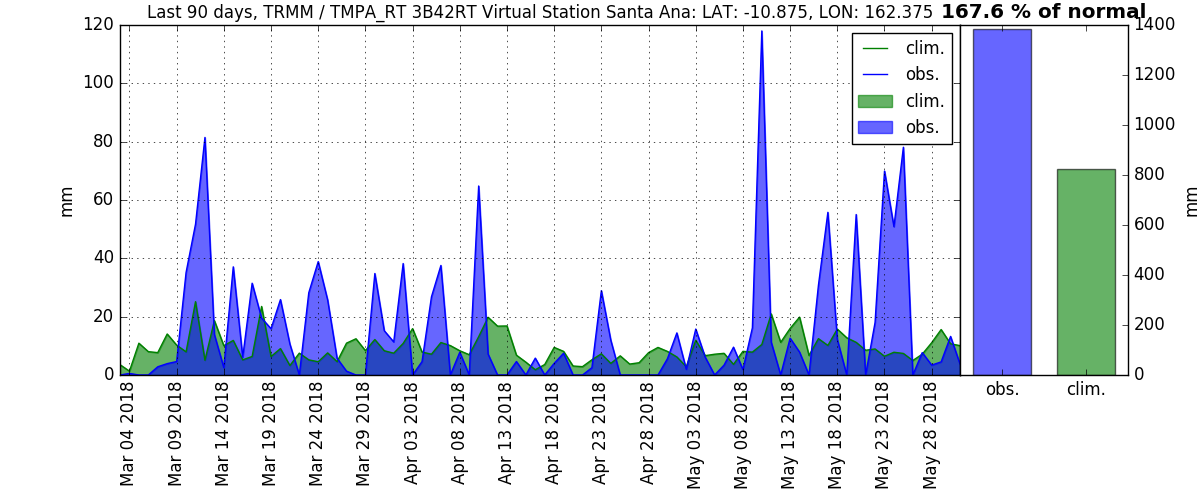 Last 90 days, TRMM / TMPA_RT 3B42RT Virtual Station Santa Ana: LAT: -10.875, LON: 162.375 167.6 % of normal
120
100
80
60
40
20
0
mm
clim.
obs.
clim.
obs.
1400
1200
1000
800
600
400
200
0
mm
obs. clim.
Mar 04 2018
Mar 09 2018
Mar 14 2018
Mar 19 2018
Mar 24 2018
Mar 29 2018
Apr 03 2018
Apr 08 2018
Apr 13 2018
Apr 18 2018
Apr 23 2018
Apr 28 2018
May 03 2018
May 08 2018
May 13 2018
May 18 2018
May 23 2018
May 28 2018